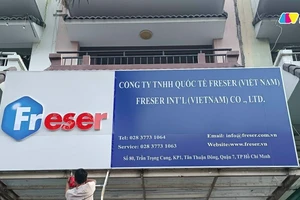 Freser
CÔNG TY TNHH QUỐC TẾ FRESER (VIỆT NAM)
FRESER INT'L (VIETNAM) CO ., LTD.
Tel: 028 3773 1064
Email: info@freser.com.vn
Service: 028 3773 1063
Website:www.freser.vn
Số 80, Trần Trọng Cung, KP1, Tân Thuận Đông, Quận 7, TP Hồ Chí Minh